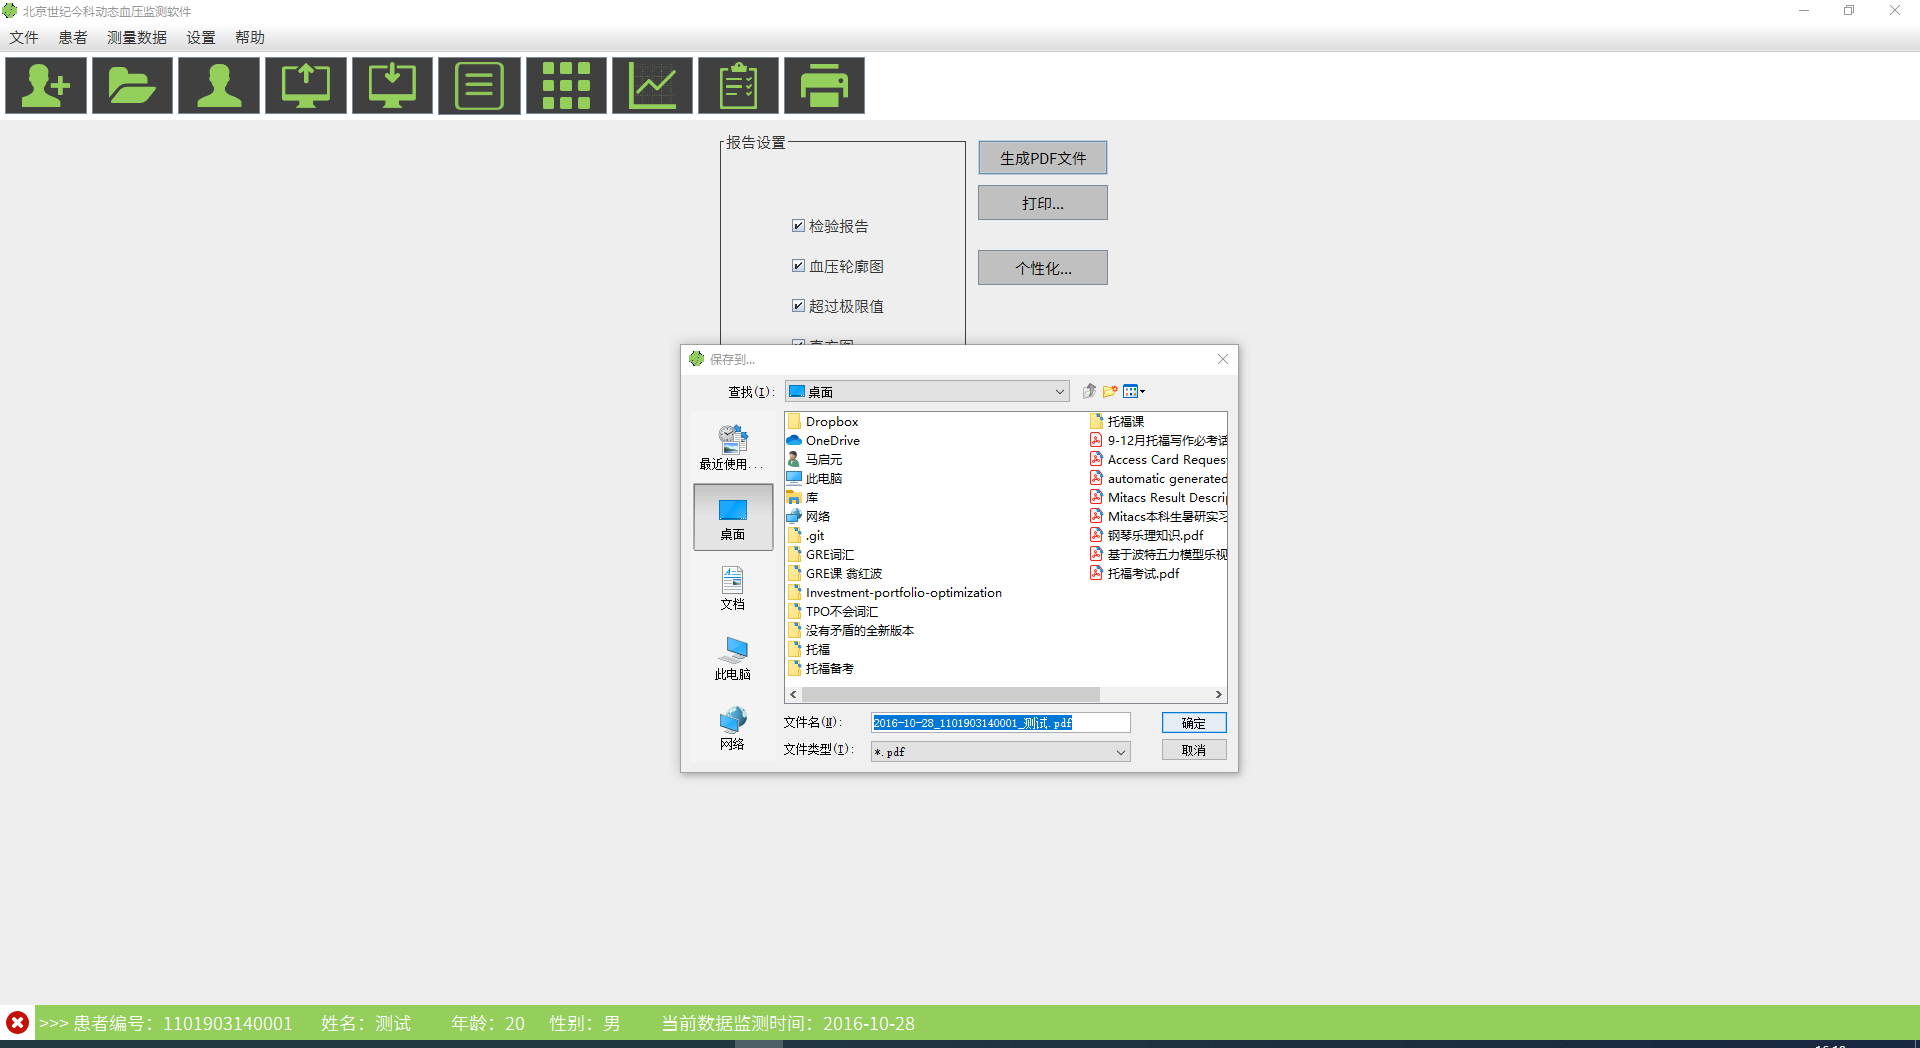 北京世纪今科动态血压监测软件
文件 患者 测量数据 设置 帮助
报告设置
生成PDF文件
打印...
个性化...
检验报告
血压轮廓图
超过极限值
保存到...
查找(I):
桌面
最近使用...
桌面
文档
此电脑
网络
Dropbox
OneDrive
马启元
此电脑
库
网络
.git
GRE词汇
GRE课 翁红波
Investment-portfolio-optimization
TPO不会词汇
没有矛盾的全新版本
托福
托福备考
托福课
9-12月托福写作必考话
Access Card Reques
automatic generated
Mitacs Result Descri
Mitacs本科生暑研实习
钢琴乐理知识.pdf
基于波特五力模型乐视
托福考试.pdf
文件名(N):
2016-10-28_1101903140001_测试.pdf
确定
文件类型(T):
*.pdf
取消
>>> 患者编号：1101903140001 姓名：测试 年龄：20 性别：男 当前数据监测时间：2016-10-28